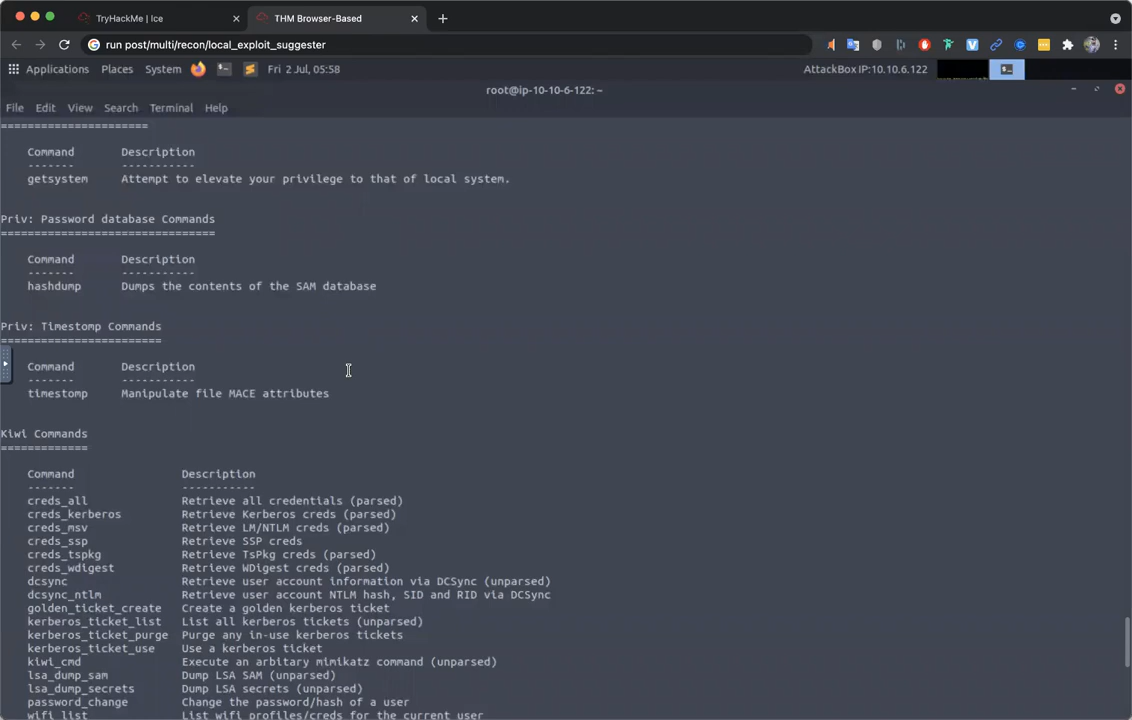 TryHackMe | Ice
THM Browser-Based
run post/multi/recon/local_exploit_suggester
Applications Places System Fri 2 Jul, 05:58 AttackBox IP:10.10.6.122
root@ip-10-10-6-122: ~
File Edit View Search Terminal Help
======================
Command Description
------- -----------
getsystem Attempt to elevate your privilege to that of local system.
Priv: Password database Commands
================================
Command Description
------- -----------
hashdump Dumps the contents of the SAM database
Priv: Timestomp Commands
========================
Command Description
------- -----------
timestomp Manipulate file MACE attributes
Kiwi Commands
=============
Command Description
------- -----------
creds_all Retrieve all credentials (parsed)
creds_kerberos Retrieve Kerberos creds (parsed)
creds_msv Retrieve LM/NTLM creds (parsed)
creds_ssp Retrieve SSP creds
creds_tspkg Retrieve TsPkg creds (parsed)
creds_wdigest Retrieve WDigest creds (parsed)
dcsync Retrieve user account information via DCSync (unparsed)
dcsync_ntlm Retrieve user account NTLM hash, SID and RID via DCSync
golden_ticket_create Create a golden kerberos ticket
kerberos_ticket_list List all kerberos tickets (unparsed)
kerberos_ticket_purge Purge any in-use kerberos tickets
kerberos_ticket_use Use a kerberos ticket
kiwi_cmd Execute an arbitary mimikatz command (unparsed)
lsa_dump_sam Dump LSA SAM (unparsed)
lsa_dump_secrets Dump LSA secrets (unparsed)
password_change Change the password/hash of a user
wifi_list List wifi profiles/creds for the current user